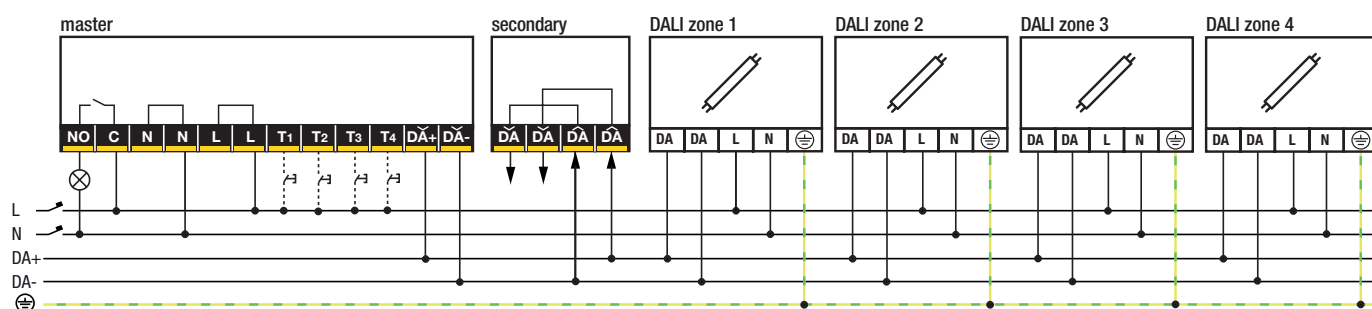 master secondary DALI zone 1 DALI zone 2 DALI zone 3 DALI zone 4
NO C N N L L T1 T2 T3 T4 DA+ DA- DA DA DA DA DA DA L N DA DA L N DA DA L N DA DA L N
L
N
DA+
DA-